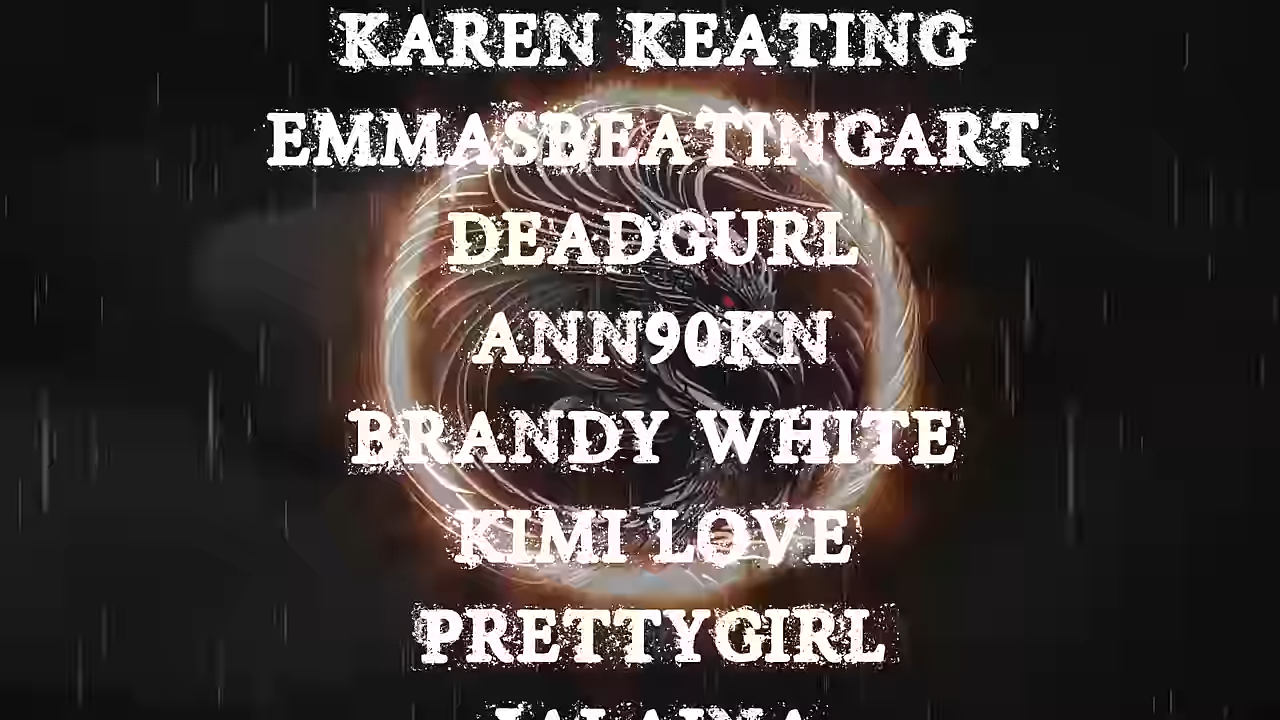 KAREN KEATING
EMMASBEATINGART
DEADGURL
ANN90KN
BRANDY WHITE
KIMI LOVE
PRETTYGIRL